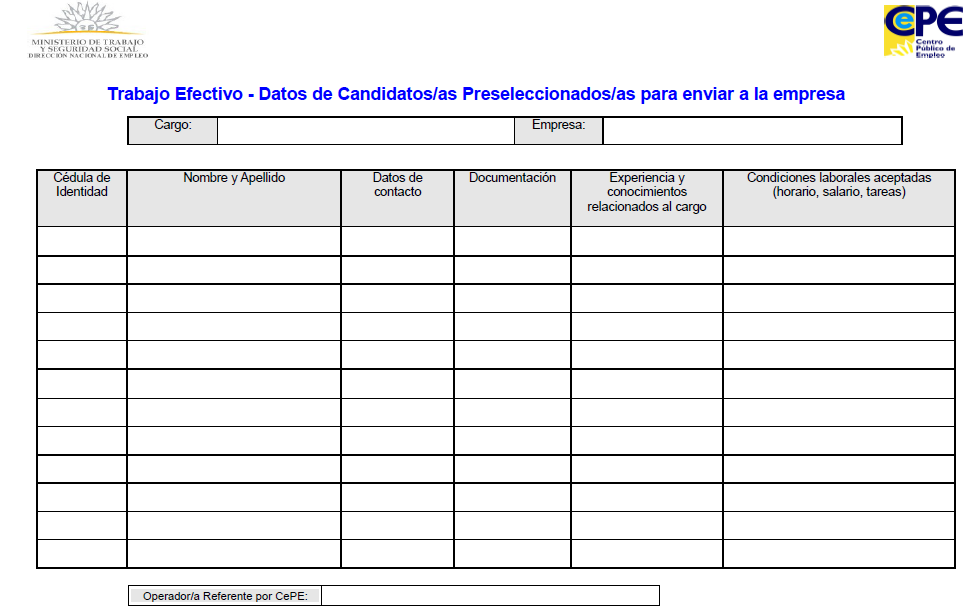 MINISTERIO DE TRABAJO
Y SEGURIDAD SOCIAL
DIRECCIÓN NACIONAL DE EMPLEO
CePE
Centro
Público de
Empleo
Trabajo Efectivo - Datos de Candidatos/as Preseleccionados/as para enviar a la empresa
Cargo:
Empresa:
Cédula de
Identidad
Nombre y Apellido
Datos de
contacto
Documentación
Experiencia y
conocimientos
relacionados al cargo
Condiciones laborales aceptadas
(horario, salario, tareas)
Operador/a Referente por CePE: